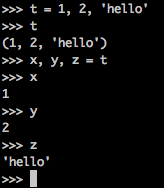 >>> t = 1, 2, 'hello'
>>> t
(1, 2, 'hello')
>>> x, y, z = t
>>> x
1
>>> y
2
>>> z
'hello'
>>>